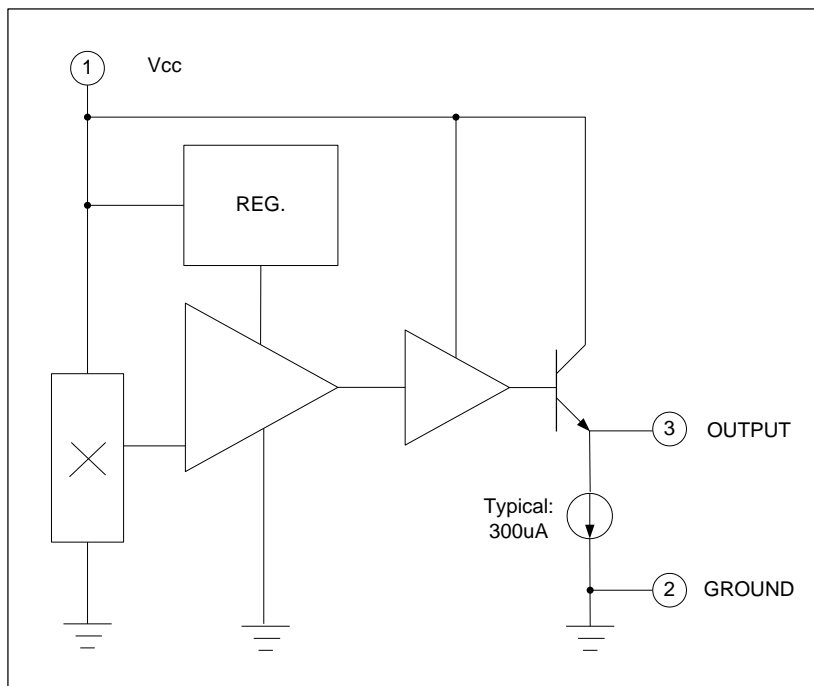 1
Vcc
REG.
3
OUTPUT
Typical:
300uA
2
GROUND